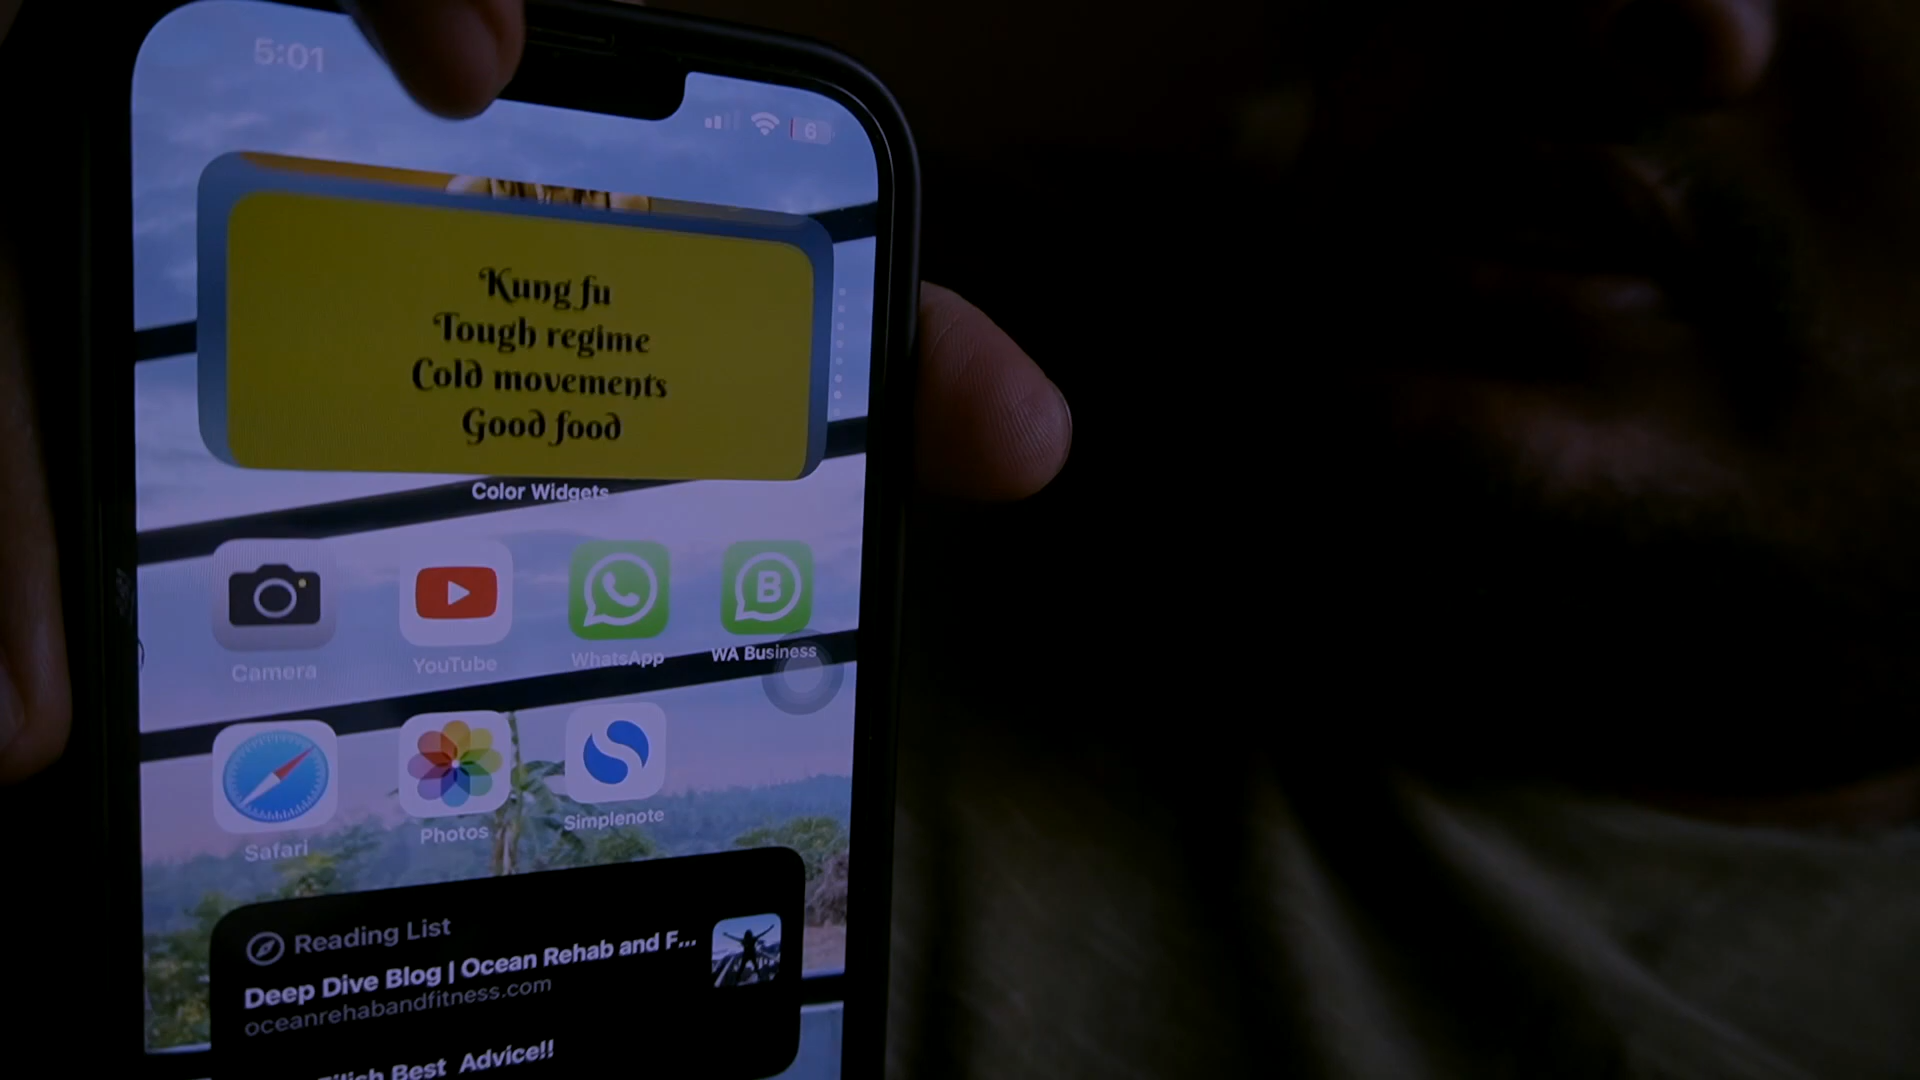 5:01
6
Kung fu
Tough regime
Cold movements
Good food
Color Widgets
Camera
YouTube
WhatsApp
B
WA Business
Safari
Photos
Simplenote
Reading List
Deep Dive Blog | Ocean Rehab and F...
oceanrehabandfitness.com
Best Advice!!